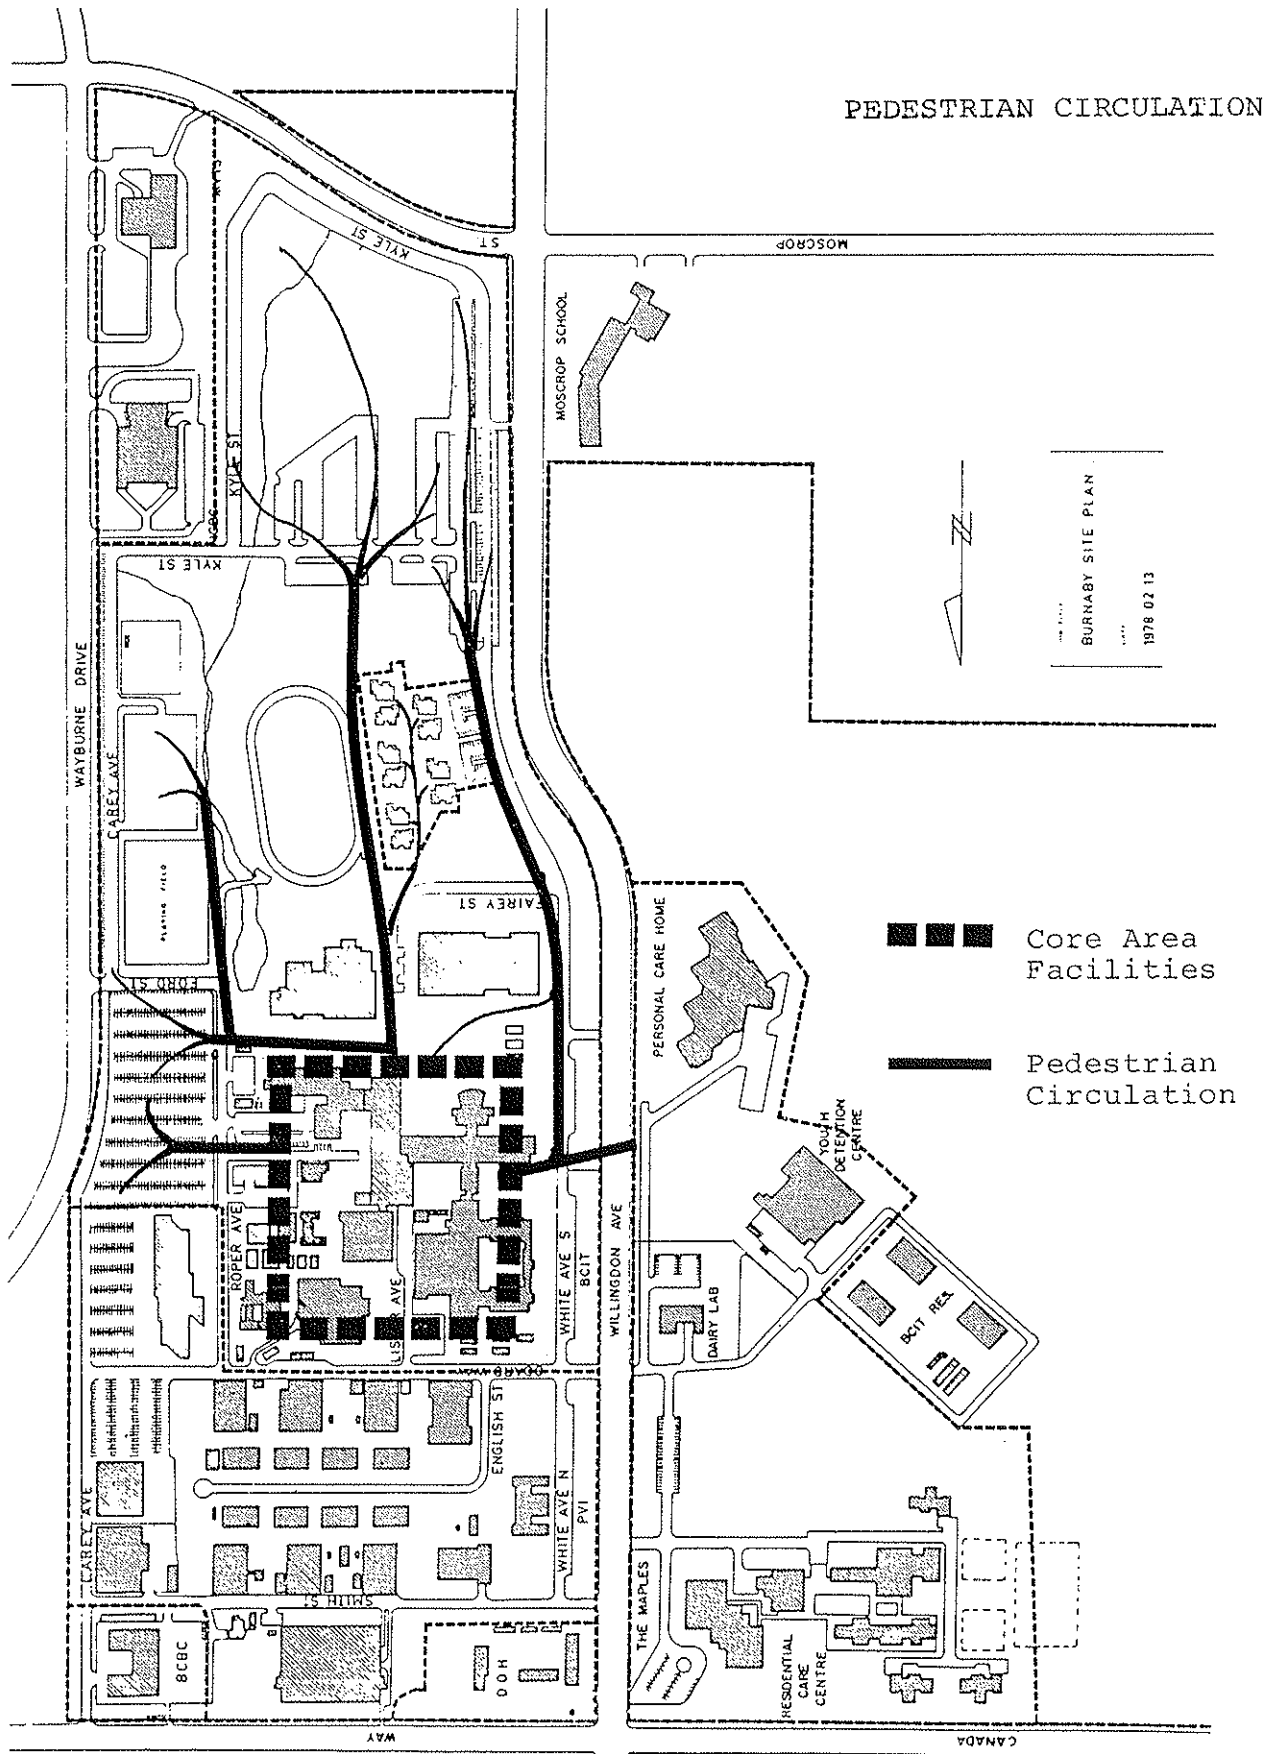 PEDESTRIAN CIRCULATION
KYLE ST
ST.
MOSCROP
MOSCROP SCHOOL
KYLE ST
KYLE ST
BURNABY SITE PLAN
1978 02 13
WAYBURNE DRIVE
CAREY AVE
PLAYING FIELD
FAIREY ST
FORD ST
PERSONAL CARE HOME
Core Area
Facilities
Pedestrian
Circulation
YOUTH
DETENTION
CENTRE
ROPER AVE
WHITE AVE S
BCIT
WILLINGDON AVE
DAIRY LAB
BCIT RES.
ENGLISH ST
WHITE AVE N
PVI
CAREY AVE
SMITH ST
BCBC
DOH
THE MAPLES
RESIDENTIAL
CARE
CENTRE
WAY
CANADA